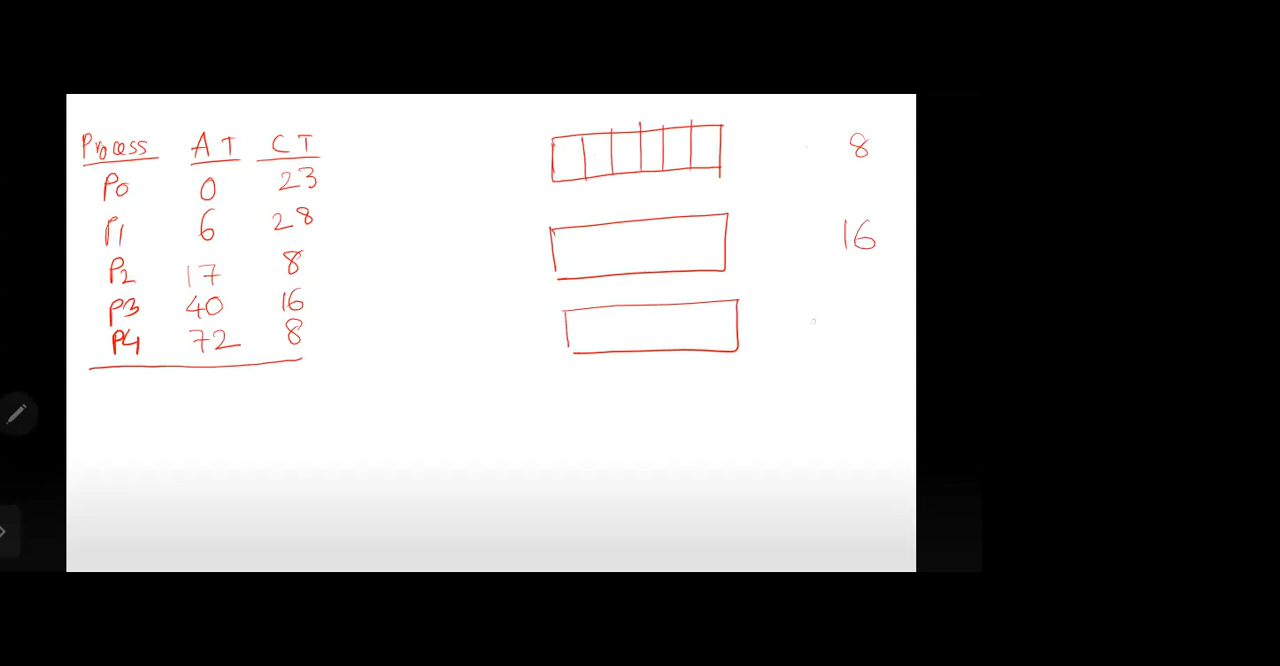 Process AT CT
P0 0 23
P1 6 28
P2 17 8
P3 40 16
P4 72 8
8
16